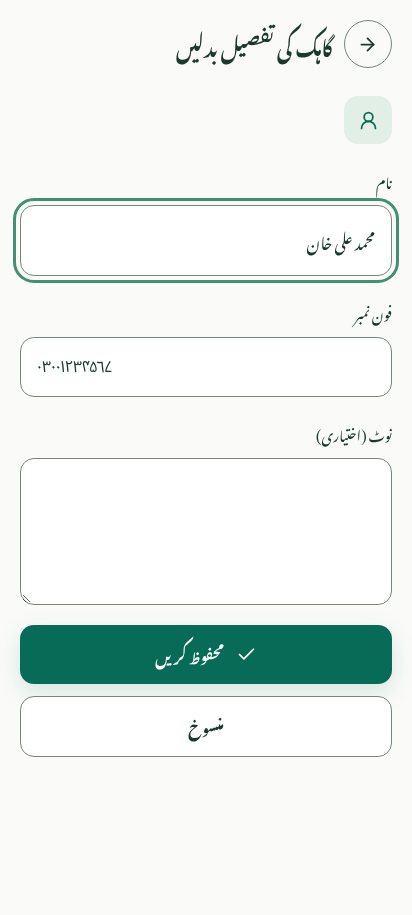 گاہک کی تفصیل بدلیں
نام
محمد علی خان
فون نمبر
۰۳۰۰۱۲۳۴۵۶۷
نوٹ (اختیاری)
محفوظ کریں
منسوخ